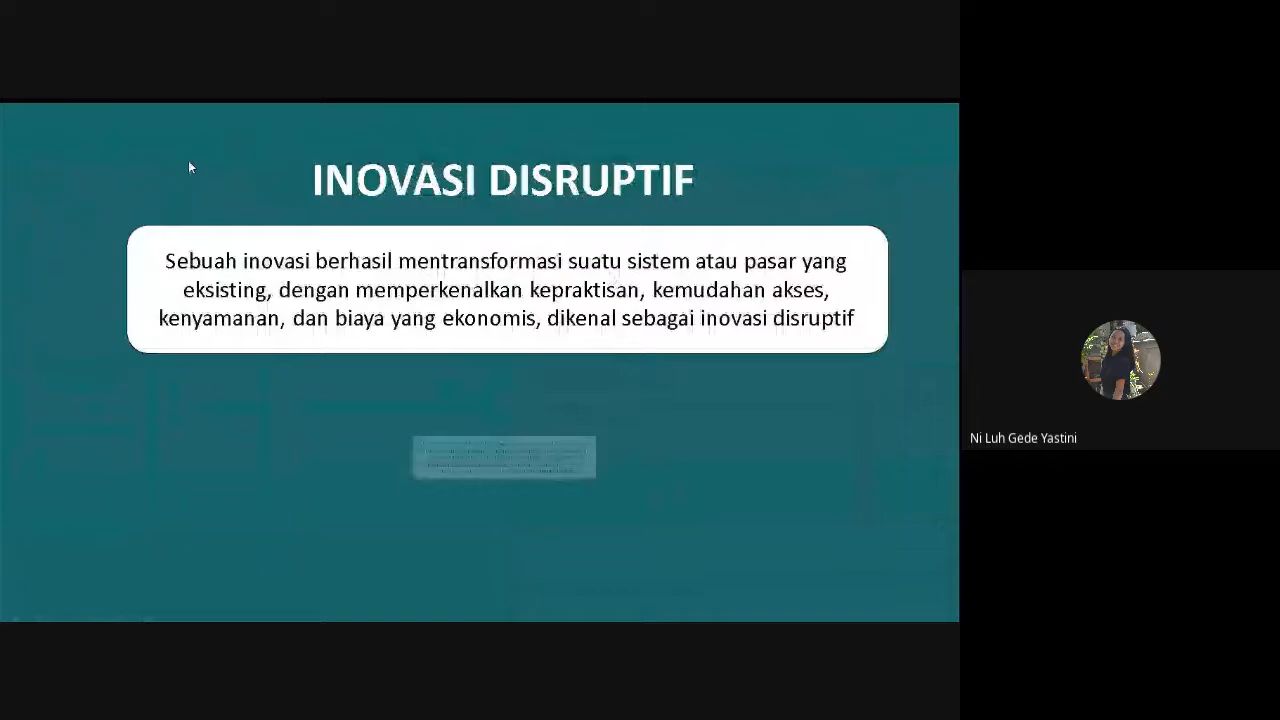 INOVASI DISRUPTIF
Sebuah inovasi berhasil mentransformasi suatu sistem atau pasar yang
eksisting, dengan memperkenalkan kepraktisan, kemudahan akses,
kenyamanan, dan biaya yang ekonomis, dikenal sebagai inovasi disruptif
Ni Luh Gede Yastini